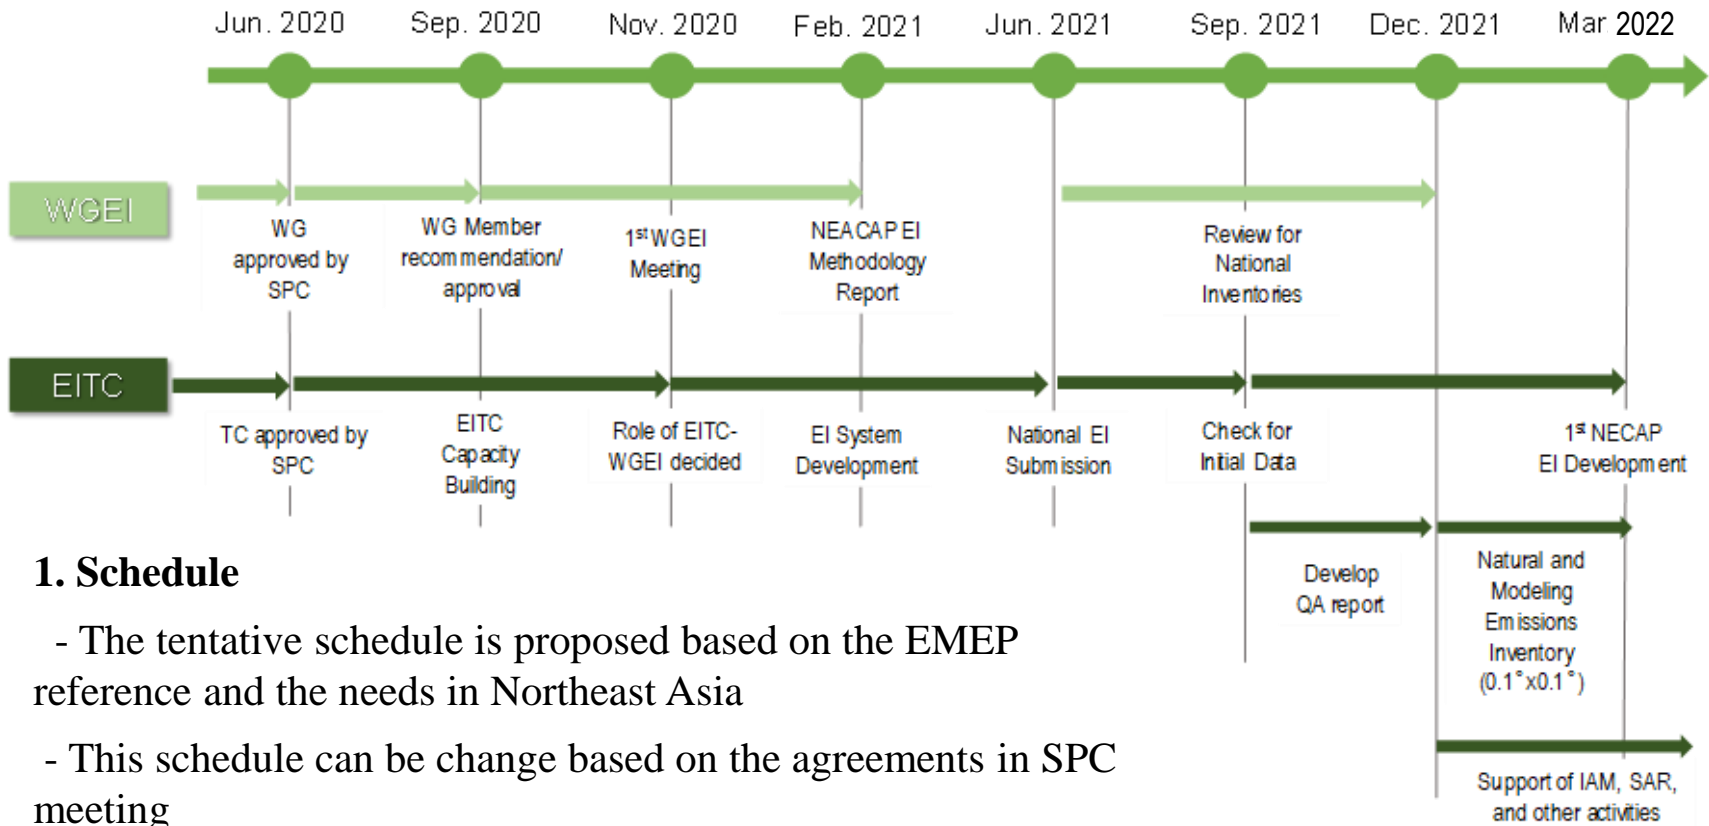 Jun. 2020 Sep. 2020 Nov. 2020 Feb. 2021 Jun. 2021 Sep. 2021 Dec. 2021 Mar 2022
WGEI
WG
approved by
SPC
WG Member
recommendation/
approval
1st WGEI
Meeting
NEACAP EI
Methodology
Report
Review for
National
Inventories
EITC
TC approved by
SPC
EITC
Capacity
Building
Role of EITC-
WGEI decided
EI System
Development
National EI
Submission
Check for
Initial Data
1st NECAP
EI Development
Develop
QA report
Natural and
Modeling
Emissions
Inventory
(0.1°x0.1°)
Support of IAM, SAR,
and other activities
1. Schedule
- The tentative schedule is proposed based on the EMEP
reference and the needs in Northeast Asia
- This schedule can be change based on the agreements in SPC
meeting